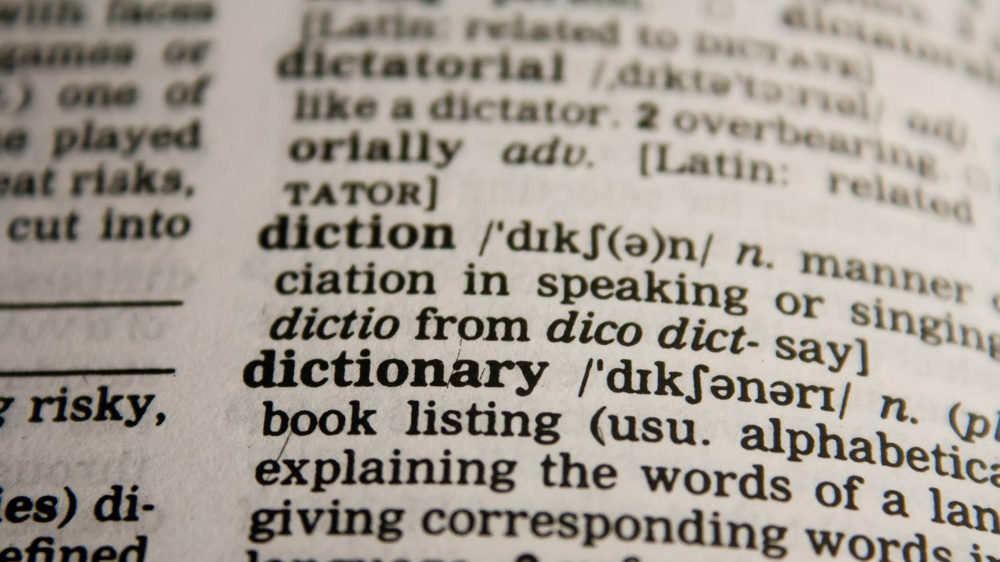 with faces
games or
) one of
played
eat risks,
cut into
risky,
ies) di-
efined
[Latin: related to DICTATE]
dictatorial /ˌdɪktəˈtɔːrɪəl/ adj.
like a dictator. 2 overbearing.
orially adv. [Latin: related
TATOR]
diction /ˈdɪkʃ(ə)n/ n. manner
ciation in speaking or singing
dictio from dico dict- say]
dictionary /ˈdɪkʃənərɪ/ n. (pl
book listing (usu. alphabetica
explaining the words of a lan
giving corresponding words i